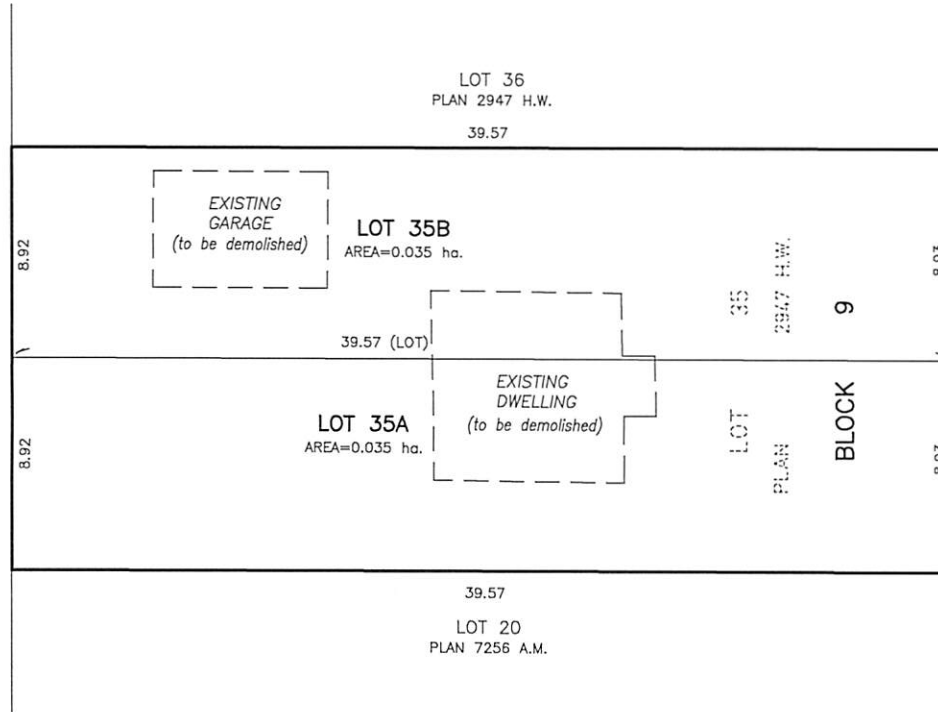 LOT 36
PLAN 2947 H.W.
39.57
EXISTING
GARAGE
(to be demolished)
LOT 35B
AREA=0.035 ha.
8.92
39.57 (LOT)
EXISTING
DWELLING
(to be demolished)
LOT 35A
AREA=0.035 ha.
8.92
LOT 35
PLAN 2947 H.W.
BLOCK 9
39.57
LOT 20
PLAN 7256 A.M.